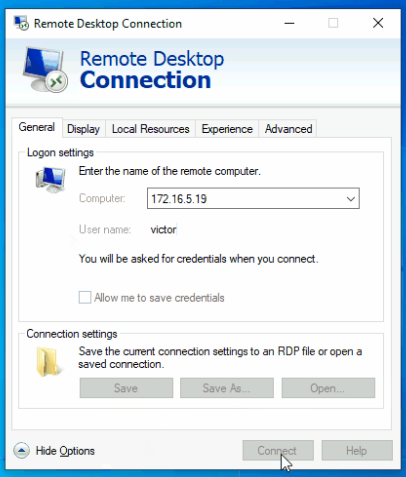 Remote Desktop Connection
Remote Desktop
Connection
General Display Local Resources Experience Advanced
Logon settings
Enter the name of the remote computer.
Computer: 172.16.5.19
User name: victor
You will be asked for credentials when you connect.
Allow me to save credentials
Connection settings
Save the current connection settings to an RDP file or open a
saved connection.
Save Save As... Open...
Hide Options Connect Help